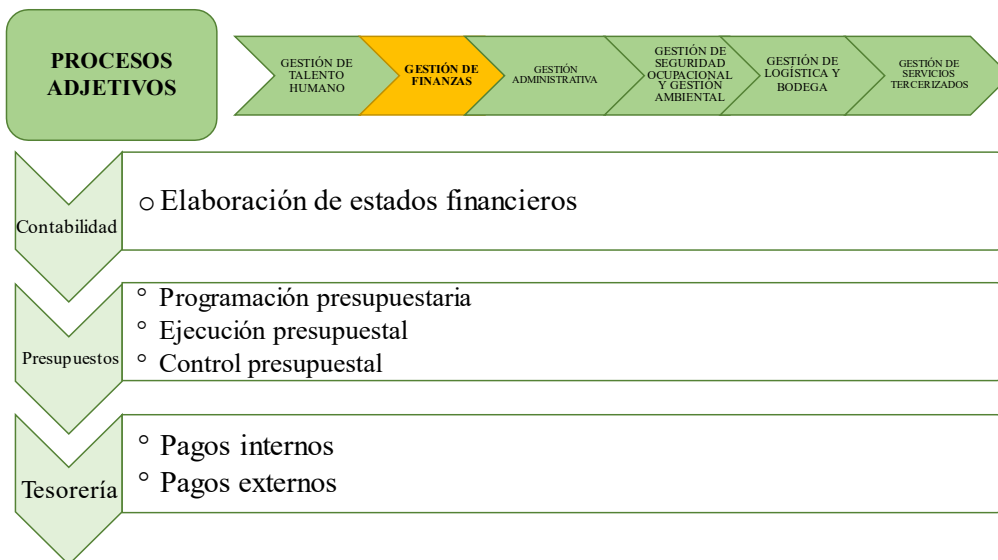 PROCESOS
ADJETIVOS
GESTIÓN DE
TALENTO
HUMANO
GESTIÓN DE
FINANZAS
GESTIÓN
ADMINISTRATIVA
GESTIÓN DE
SEGURIDAD
OCUPACIONAL
Y GESTIÓN
AMBIENTAL
GESTIÓN DE
LOGÍSTICA Y
BODEGA
GESTIÓN DE
SERVICIOS
TERCERIZADOS
Contabilidad
○ Elaboración de estados financieros
Presupuestos
° Programación presupuestaria
° Ejecución presupuestal
° Control presupuestal
Tesorería
° Pagos internos
° Pagos externos